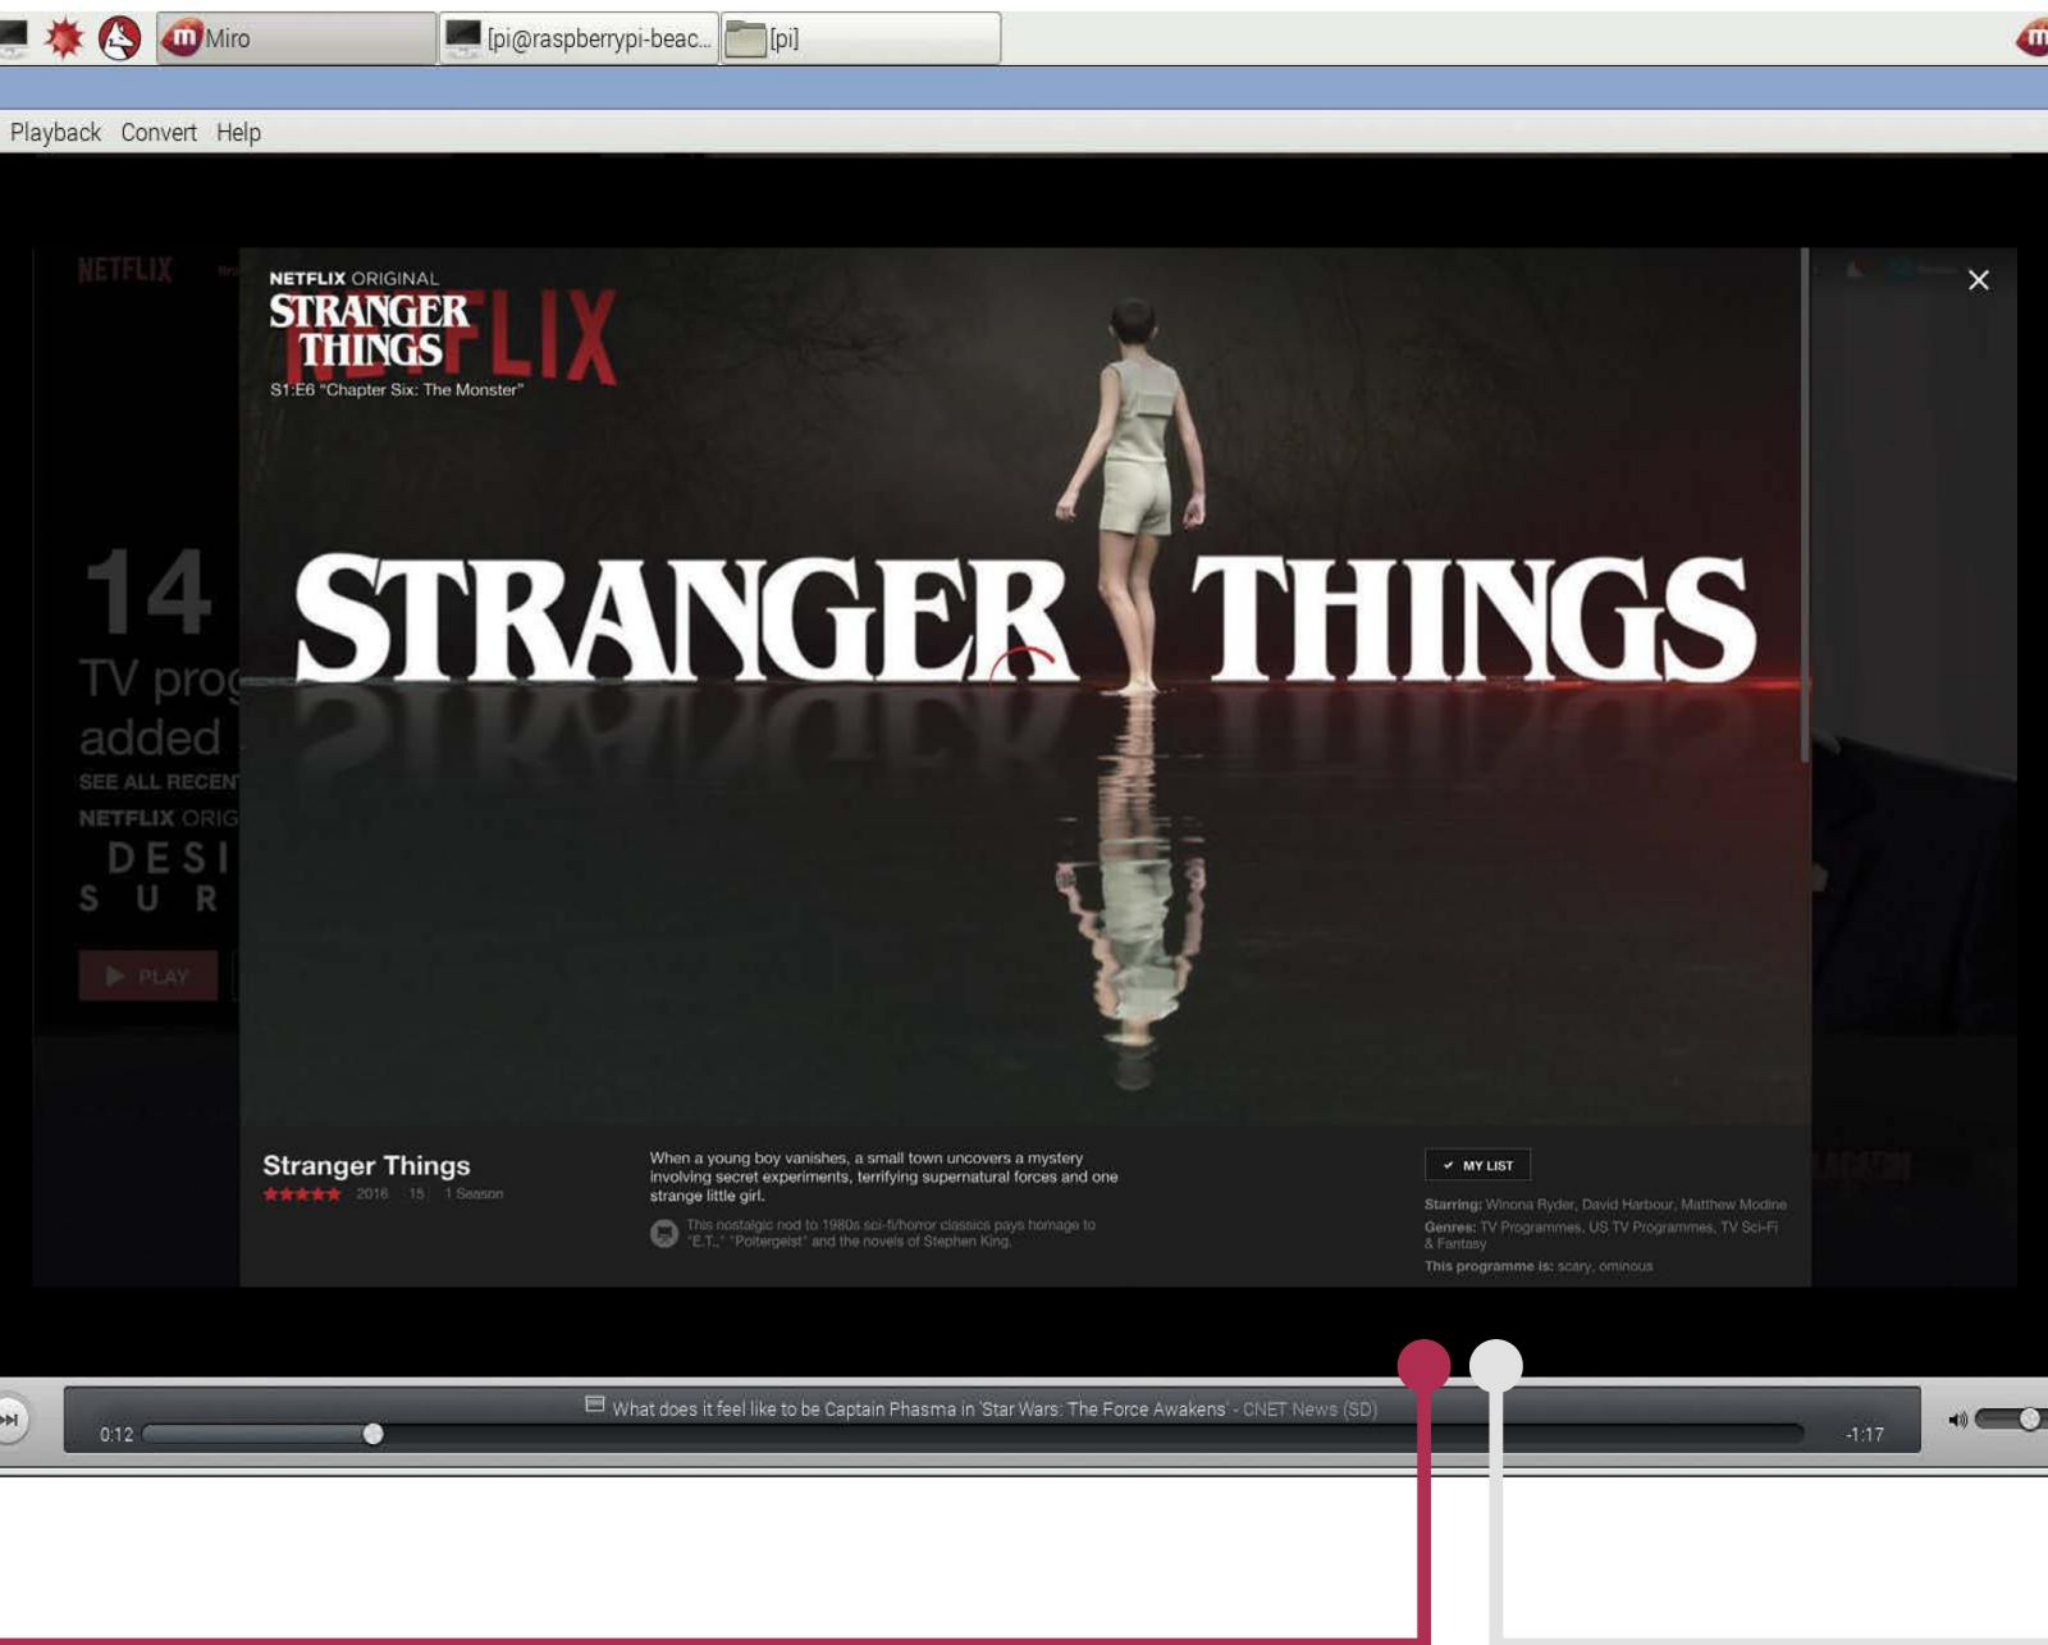 Miro
[pi@raspberrypi-beac...
[pi]
Playback Convert Help
NETFLIX
NETFLIX ORIGINAL
STRANGER
THINGS
NETFLIX
S1:E6 "Chapter Six: The Monster"
STRANGER THINGS
14
TV prog
added
SEE ALL RECENT
NETFLIX ORIG
DESI
SUR
PLAY
Stranger Things
2016 15 1 Season
When a young boy vanishes, a small town uncovers a mystery
involving secret experiments, terrifying supernatural forces and one
strange little girl.
This nostalgic nod to 1980s sci-fi/horror classics pays homage to
"E.T.," "Poltergeist" and the novels of Stephen King.
MY LIST
Starring: Winona Ryder, David Harbour, Matthew Modine
Genres: TV Programmes, US TV Programmes, TV Sci-Fi
& Fantasy
This programme is: scary, ominous
What does it feel like to be Captain Phasma in 'Star Wars: The Force Awakens' - CNET News (SD)
0:12
-1:17